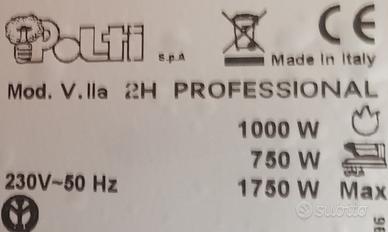 Polti S.p.A
CE
Made in Italy
Mod. V.lla 2H PROFESSIONAL
1000 W
750 W
230V~50 Hz 1750 W Max
subito